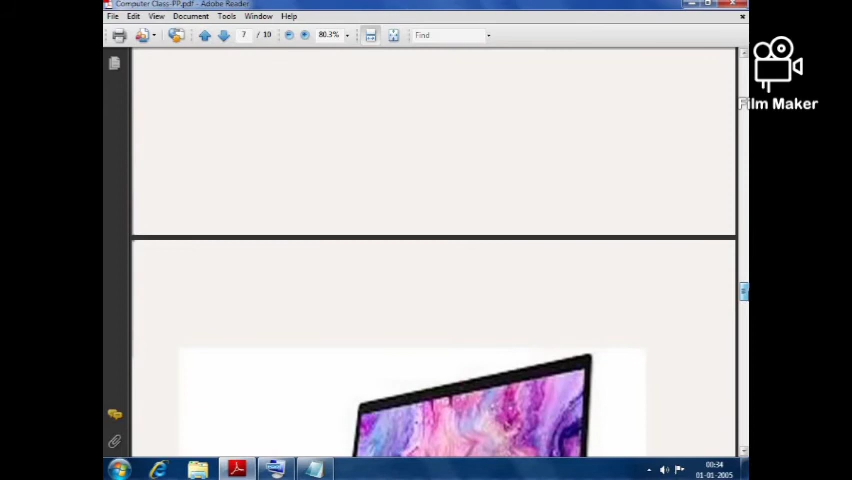 Computer Class-PP.pdf - Adobe Reader
File Edit View Document Tools Window Help
7 / 10 80.3% Find
Film Maker
00:34
01-01-2005